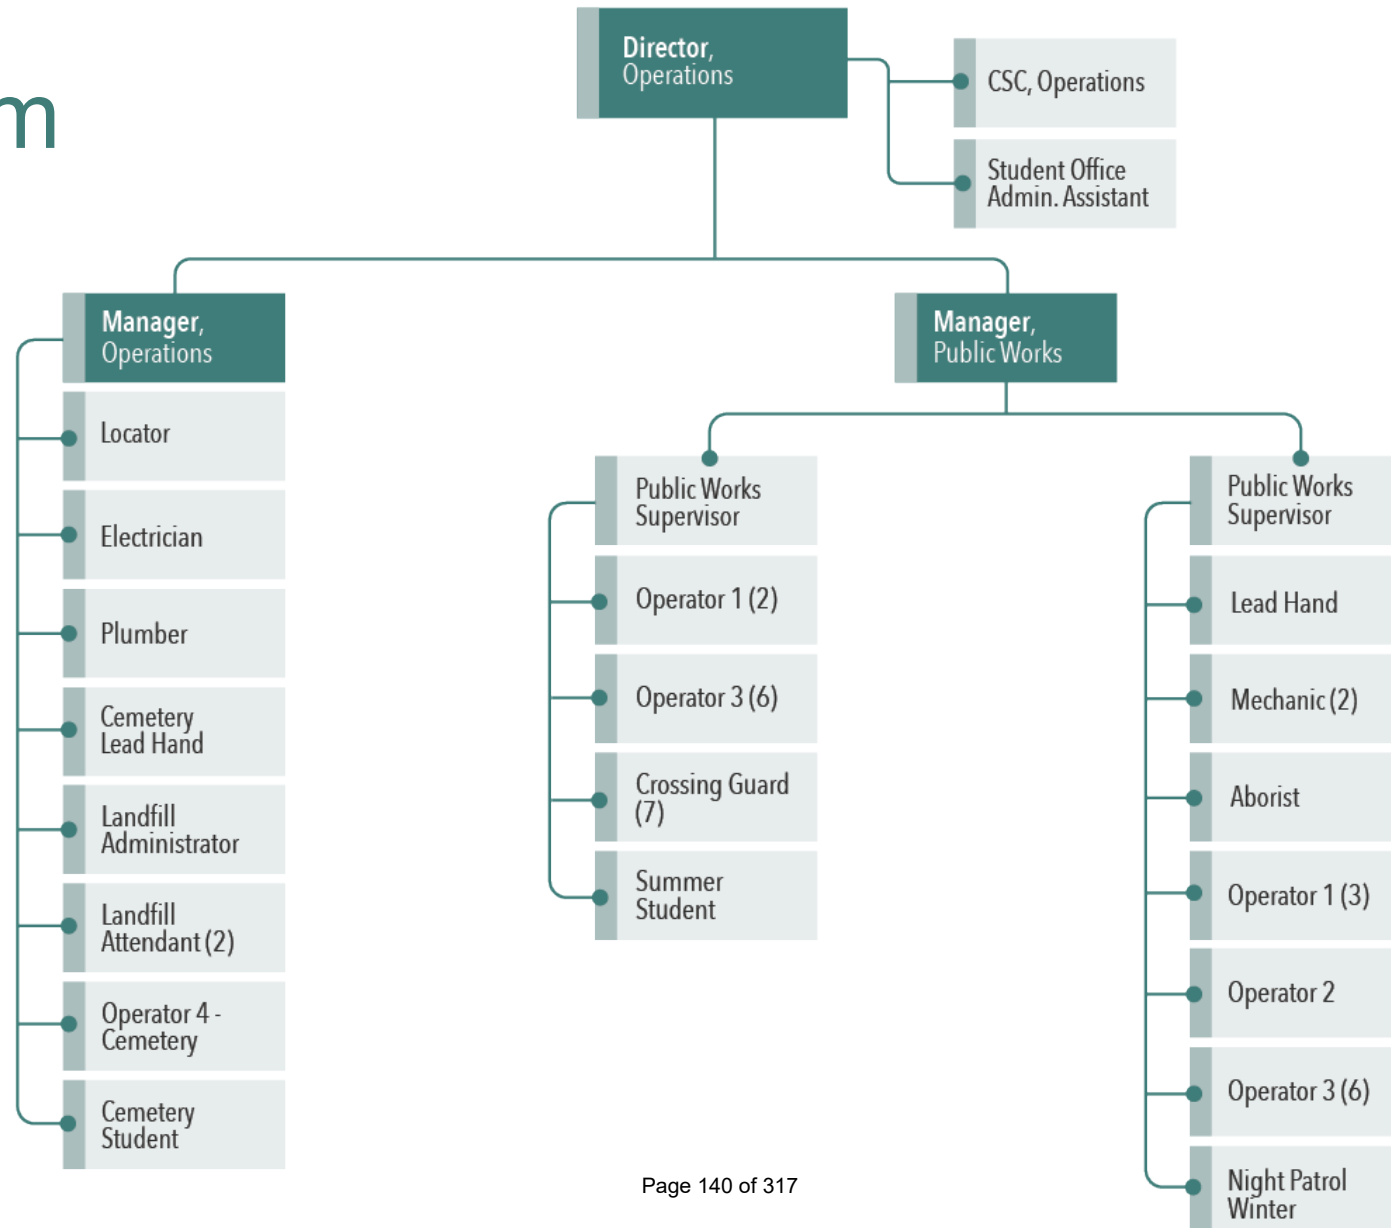 m
Director,
Operations
CSC, Operations
Student Office
Admin. Assistant
Manager,
Operations
Locator
Electrician
Plumber
Cemetery
Lead Hand
Landfill
Administrator
Landfill
Attendant (2)
Operator 4 -
Cemetery
Cemetery
Student
Manager,
Public Works
Public Works
Supervisor
Operator 1 (2)
Operator 3 (6)
Crossing Guard
(7)
Summer
Student
Public Works
Supervisor
Lead Hand
Mechanic (2)
Aborist
Operator 1 (3)
Operator 2
Operator 3 (6)
Night Patrol
Winter
Page 140 of 317